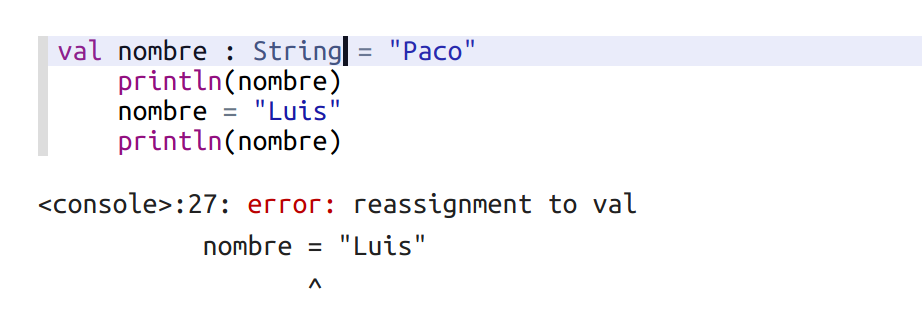 val nombre : String = "Paco"
println(nombre)
nombre = "Luis"
println(nombre)
<console>:27: error: reassignment to val
nombre = "Luis"
^